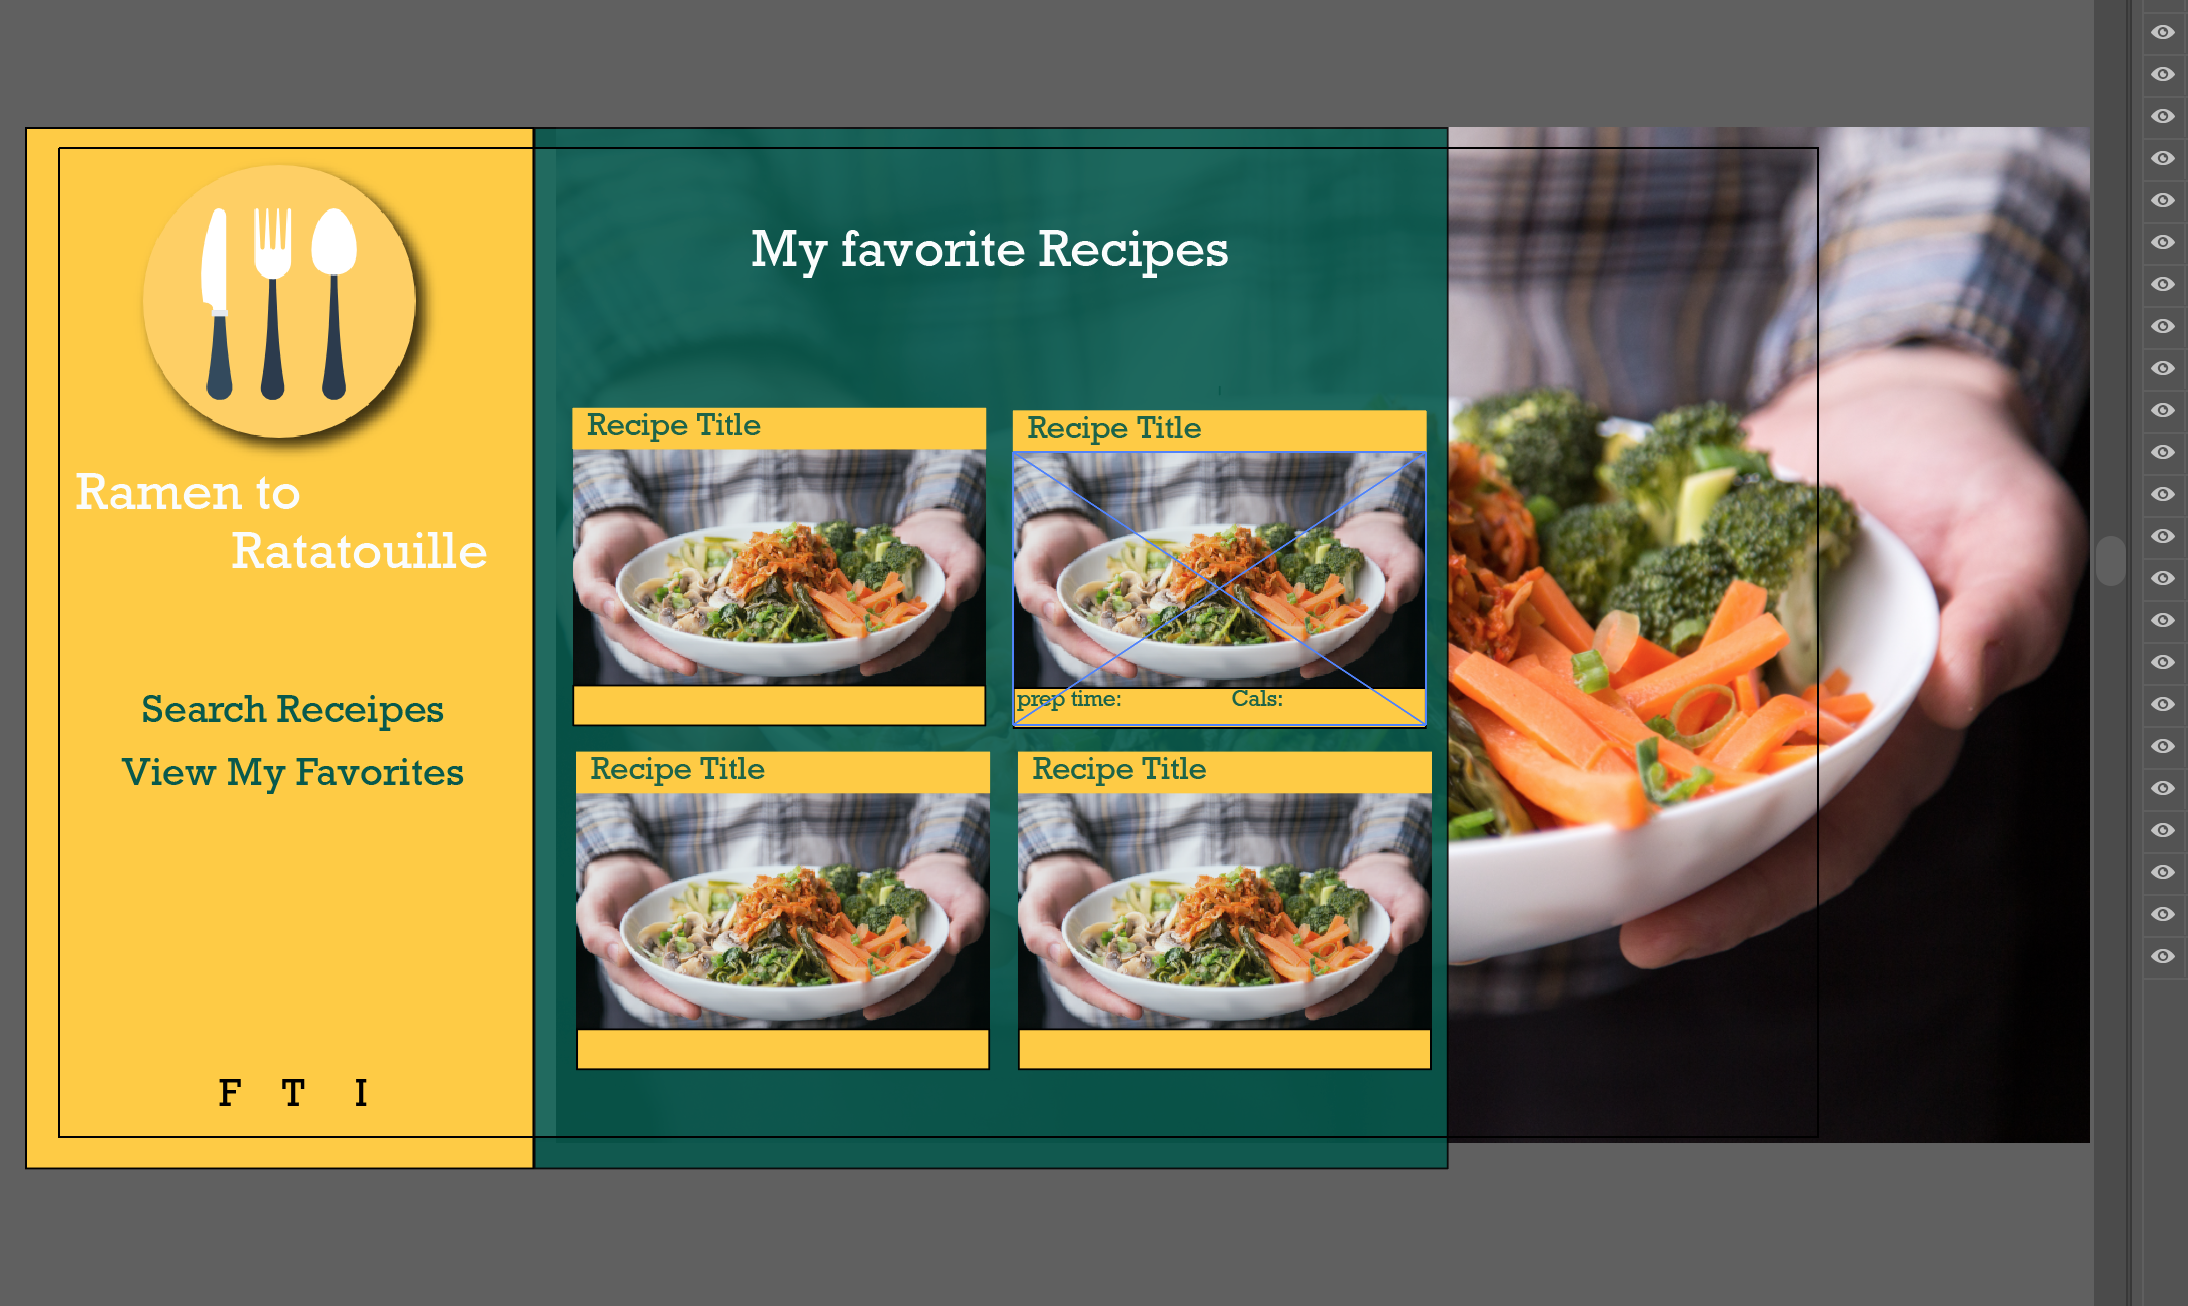 Ramen to
Ratatouille
Search Receipes
View My Favorites
F T I
My favorite Recipes
Recipe Title
Recipe Title
prep time: Cals:
Recipe Title
Recipe Title